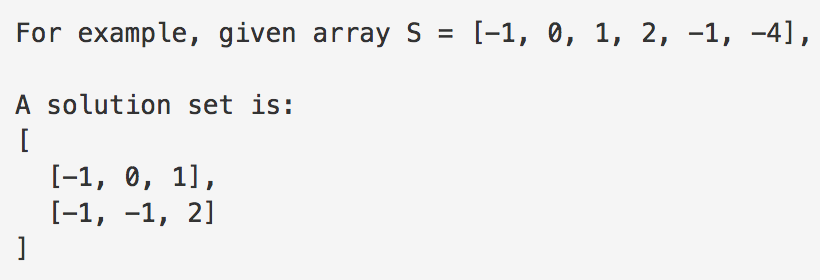 For example, given array S = [-1, 0, 1, 2, -1, -4],
A solution set is:
[
[-1, 0, 1],
[-1, -1, 2]
]